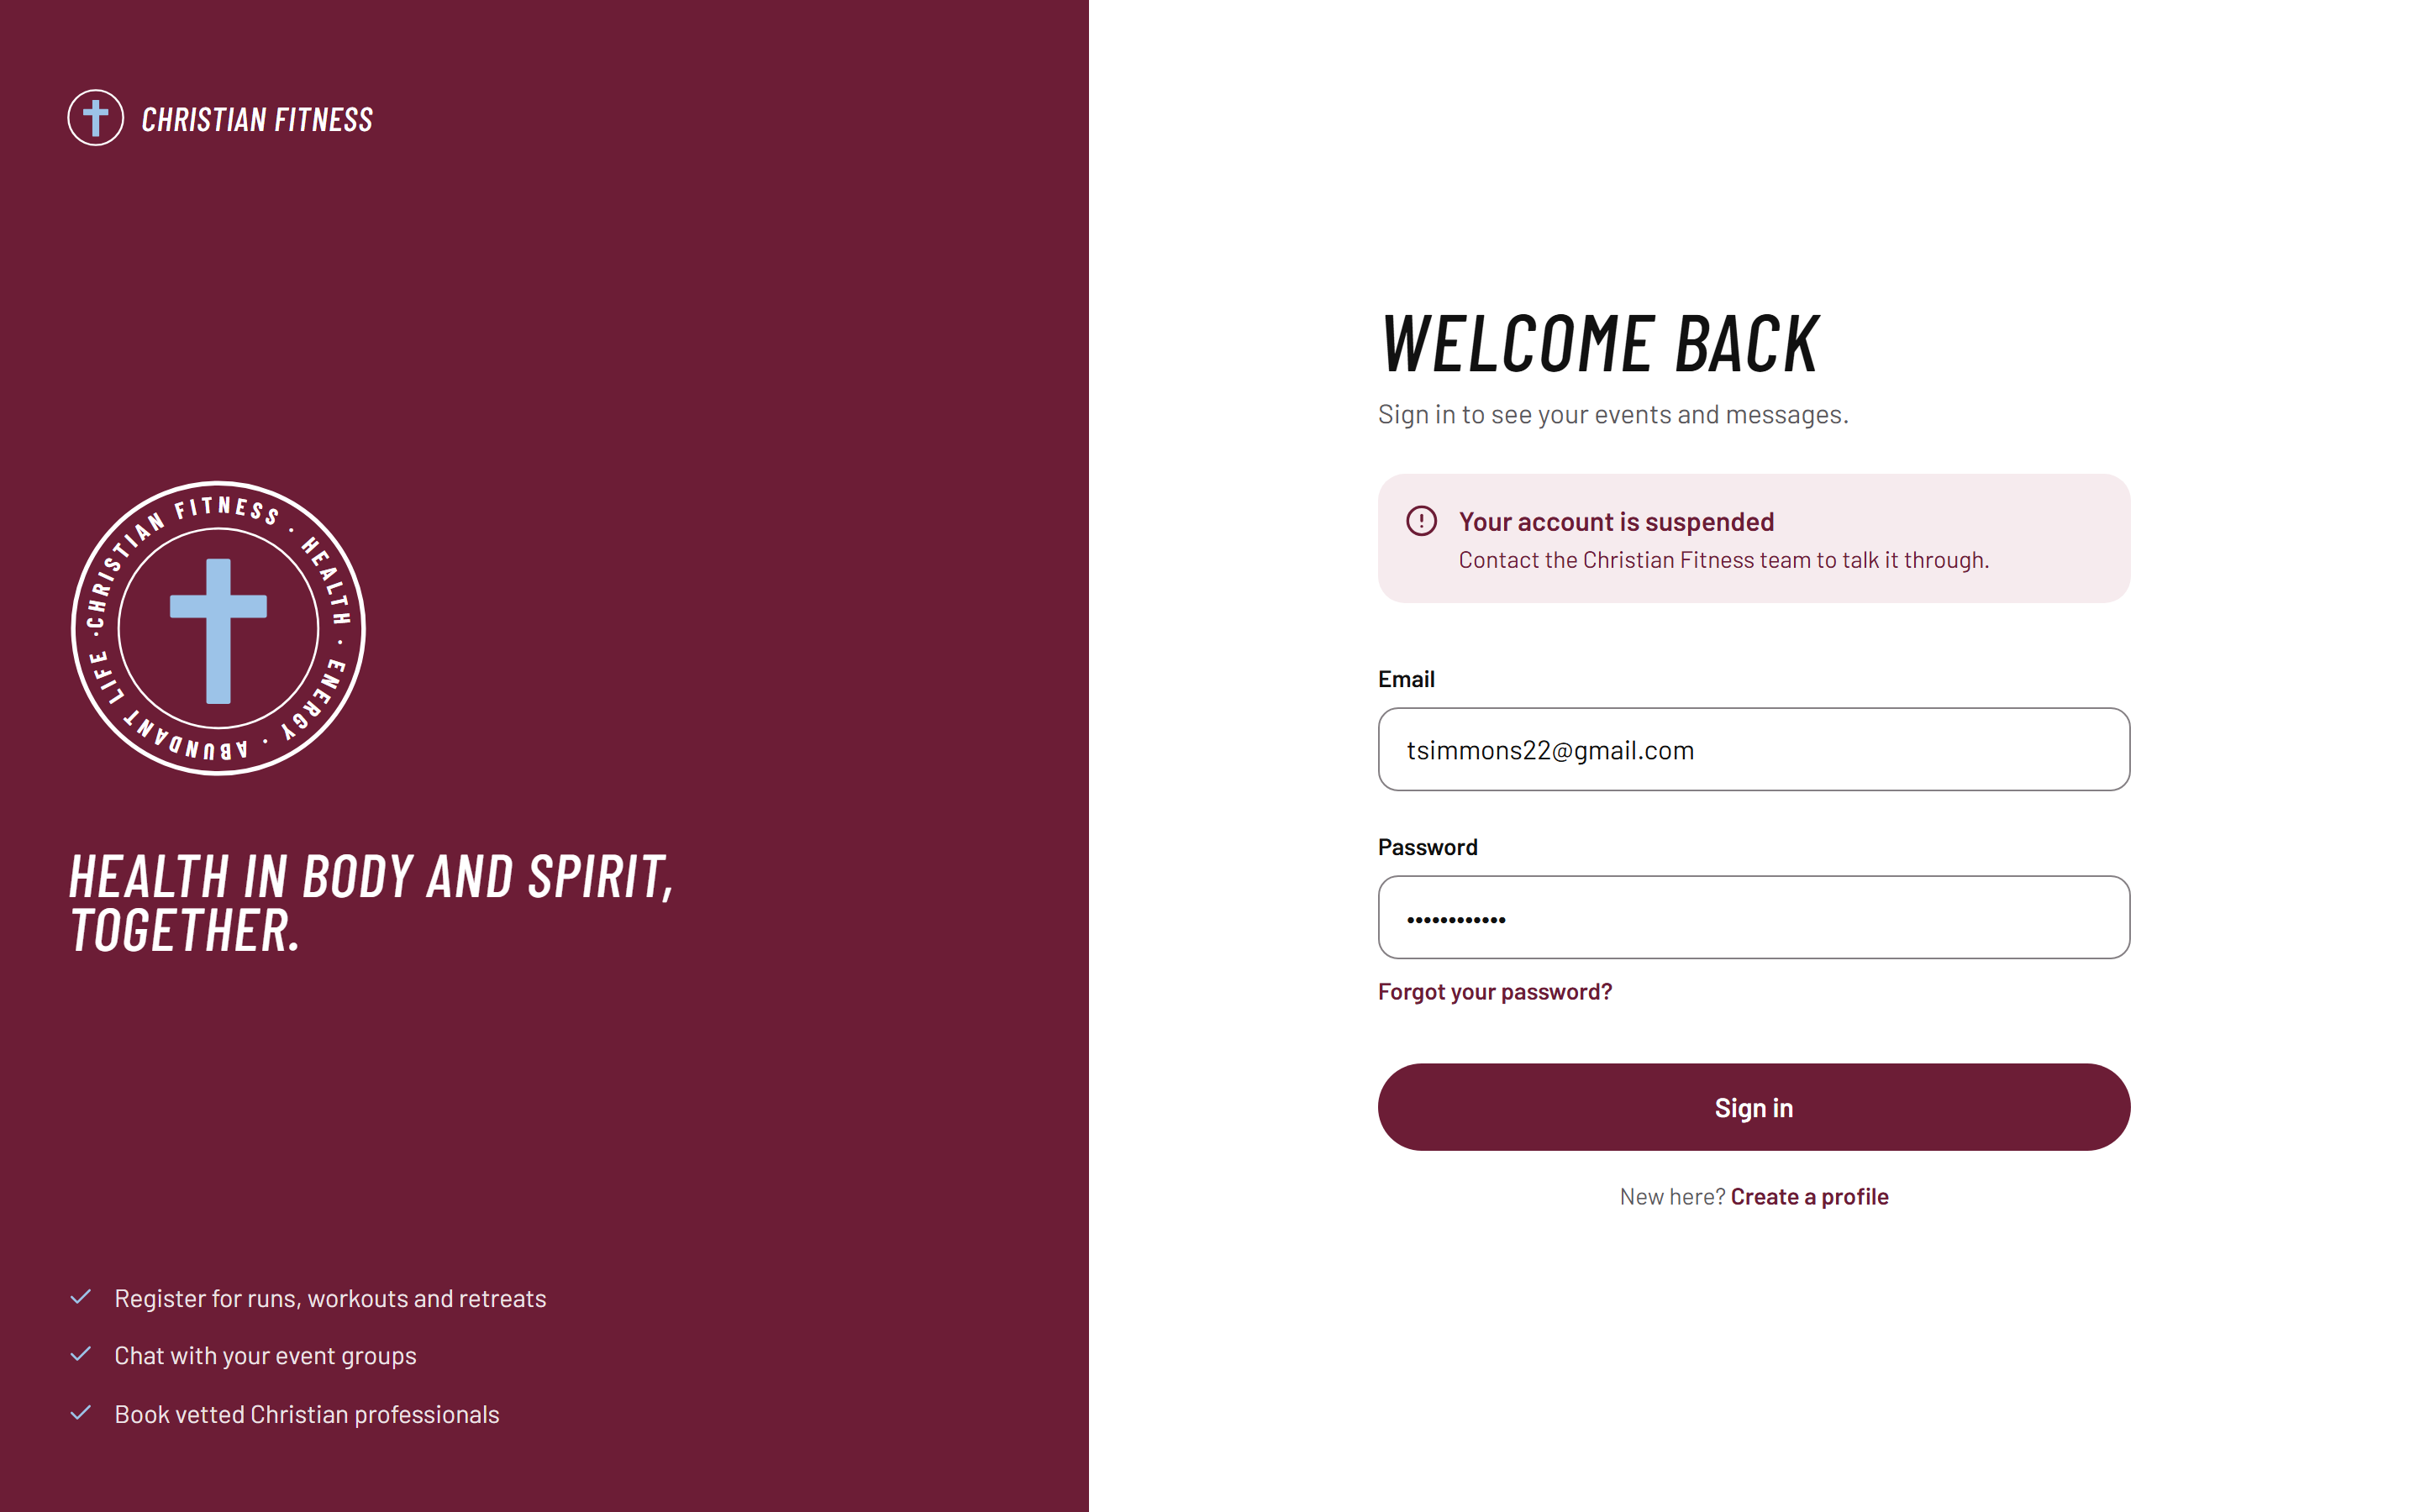 CHRISTIAN FITNESS
CHRISTIAN FITNESS · HEALTH · ENERGY · ABUNDANT LIFE ·
HEALTH IN BODY AND SPIRIT,
TOGETHER.
Register for runs, workouts and retreats
Chat with your event groups
Book vetted Christian professionals
WELCOME BACK
Sign in to see your events and messages.
Your account is suspended
Contact the Christian Fitness team to talk it through.
Email
tsimmons22@gmail.com
Password
••••••••••••
Forgot your password?
Sign in
New here? Create a profile